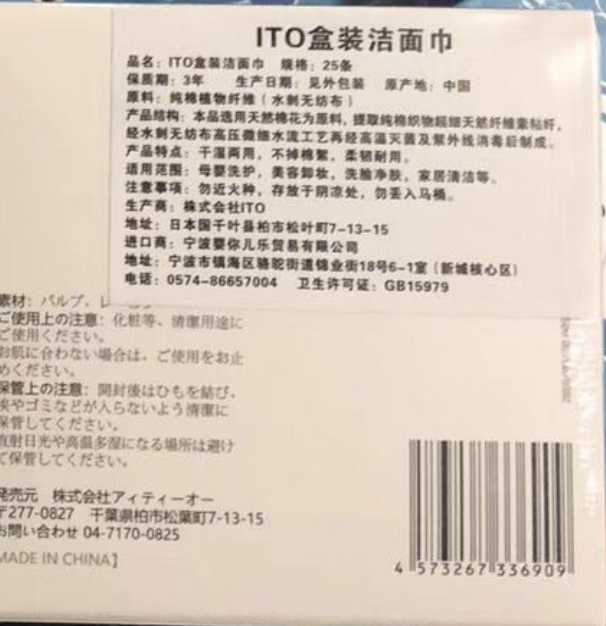 ITO盒装洁面巾
品名：ITO盒装洁面巾 规格：25条
保质期：3年 生产日期：见外包装 原产地：中国
原料：纯棉植物纤维（水刺无纺布）
产品结构：本品选用天然棉花为原料，提取纯棉织物超细天然纤维素粘纤，
经水刺无纺布高压微细水流工艺再经高温灭菌及紫外线消毒后制成。
产品特点：干湿两用，不掉棉絮，柔韧耐用。
适用范围：母婴洗护，美容卸妆，洗脸净肤，家居清洁等。
注意事项：勿近火种，存放于阴凉处，勿丢入马桶。
生产商：株式会社ITO
地址：日本国千叶县柏市松叶町7-13-15
进口商：宁波婴你儿乐贸易有限公司
地址：宁波市镇海区骆驼街道锦业街18号6-1室（新城核心区）
电话：0574-86657004 卫生许可证：GB15979
素材：パルプ、レ
ご使用上の注意：化粧等、清潔用途に
ご使用ください。
お肌に合わない場合は、ご使用をお止
めください。
保管上の注意：開封後はひもを結び、
埃やゴミなどが入らないよう清潔に
保管してください。
直射日光や高温多湿になる場所は避け
て保管してください。
発売元 株式会社アイティーオー
〒277-0827 千葉県柏市松葉町7-13-15
お問い合わせ 04-7170-0825
MADE IN CHINA】
4 573267 336909